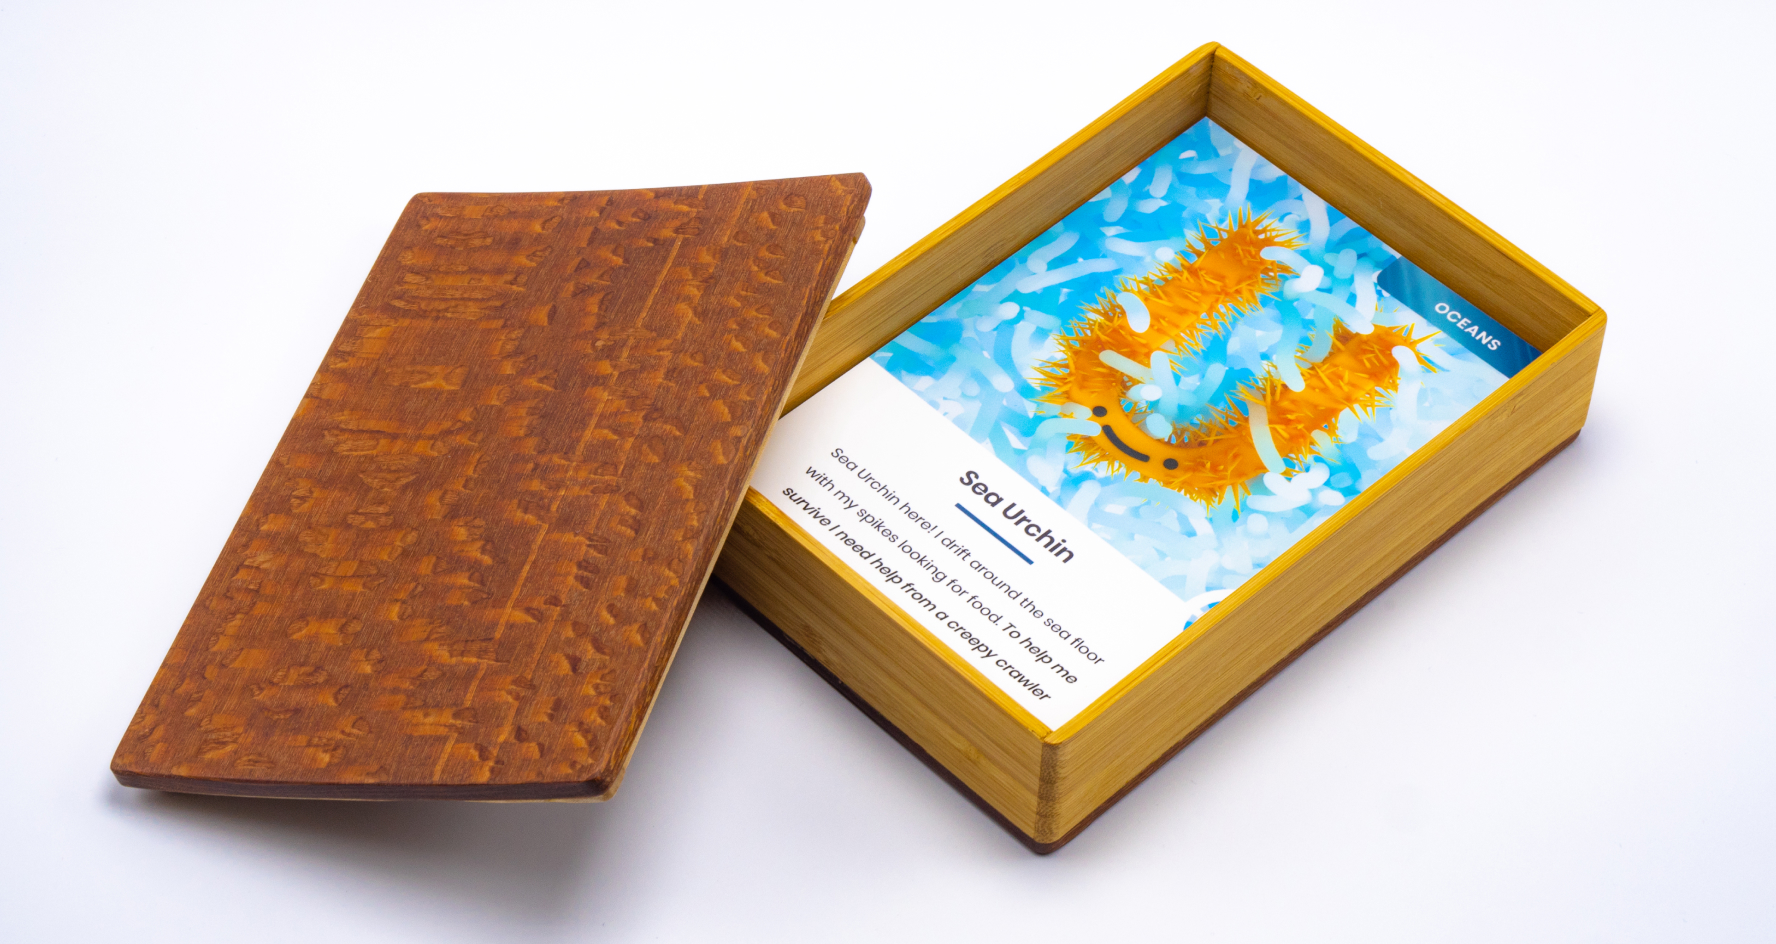 OCEANS
Sea Urchin
Sea Urchin here! I drift around the sea floor
with my spikes looking for food. To help me
survive I need help from a creepy crawler